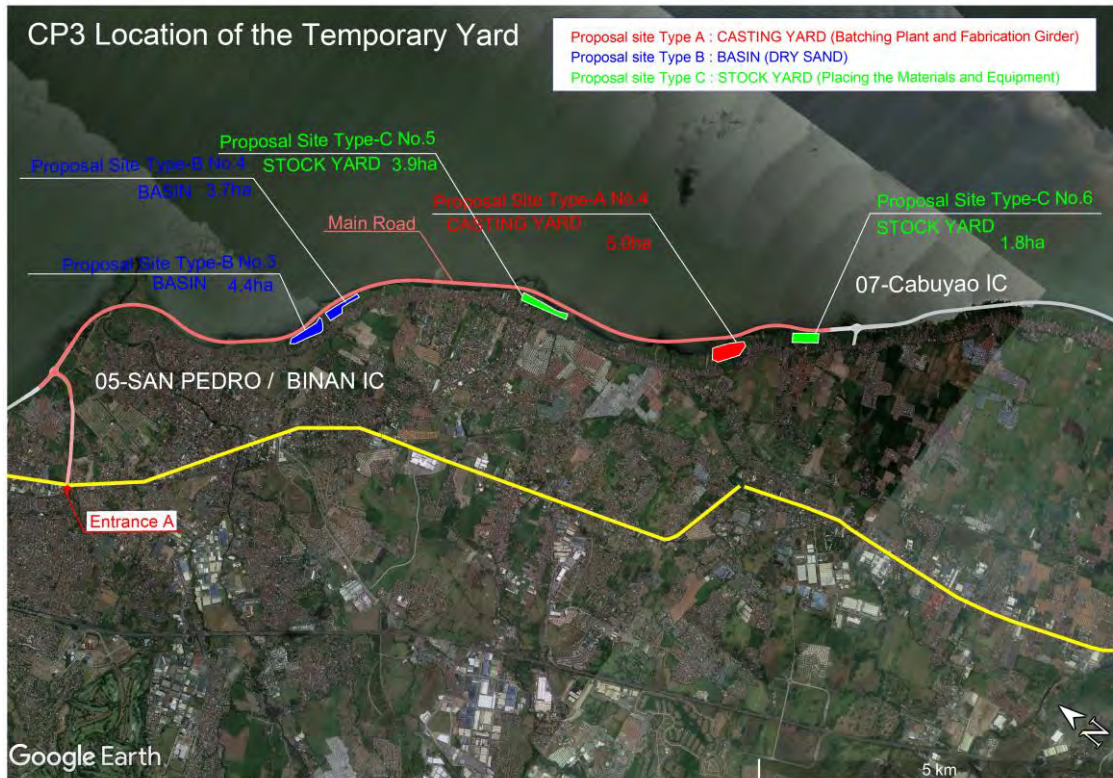 CP3 Location of the Temporary Yard
Proposal site Type A : CASTING YARD (Batching Plant and Fabrication Girder)
Proposal site Type B : BASIN (DRY SAND)
Proposal site Type C : STOCK YARD (Placing the Materials and Equipment)
Proposal Site Type-C No.5
STOCK YARD 3.9ha
Proposal Site Type-B No.4
BASIN 3.7ha
Proposal Site Type-A No.4
CASTING YARD
5.0ha
Proposal Site Type-C No.6
STOCK YARD
1.8ha
Main Road
Proposal Site Type-B No.3
BASIN 4.4ha
07-Cabuyao IC
05-SAN PEDRO / BINAN IC
Entrance A
Google Earth
N
5 km